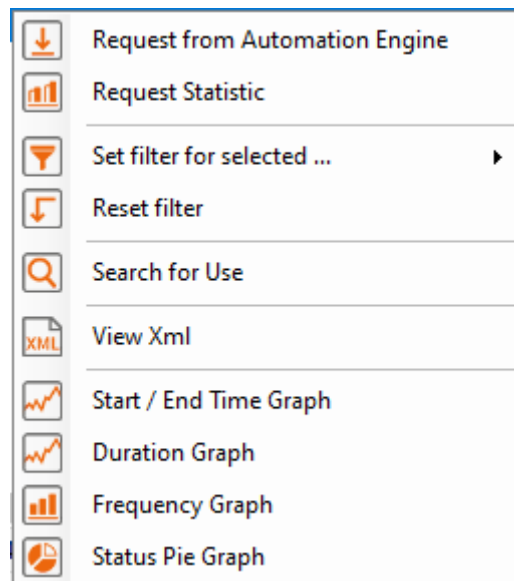 Request from Automation Engine
Request Statistic
Set filter for selected ...
Reset filter
Search for Use
XML View Xml
Start / End Time Graph
Duration Graph
Frequency Graph
Status Pie Graph